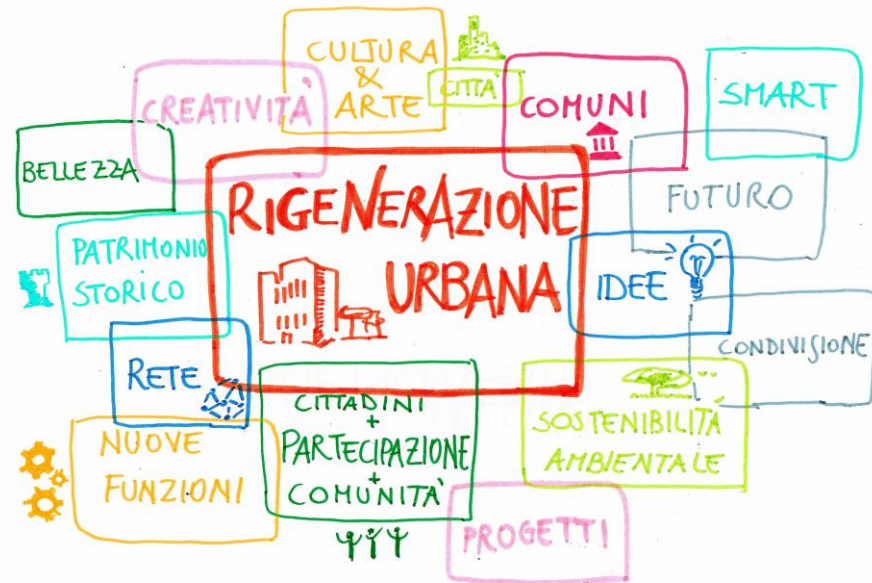 CULTURA
&
ARTE
CITTÀ
COMUNI
SMART
CREATIVITÀ
BELLEZZA
RIGENERAZIONE
URBANA
FUTURO
PATRIMONIO
STORICO
IDEE
CONDIVISIONE
RETE
CITTADINI
+
PARTECIPAZIONE
+
COMUNITÀ
SOSTENIBILITÀ
AMBIENTALE
NUOVE
FUNZIONI
PROGETTI